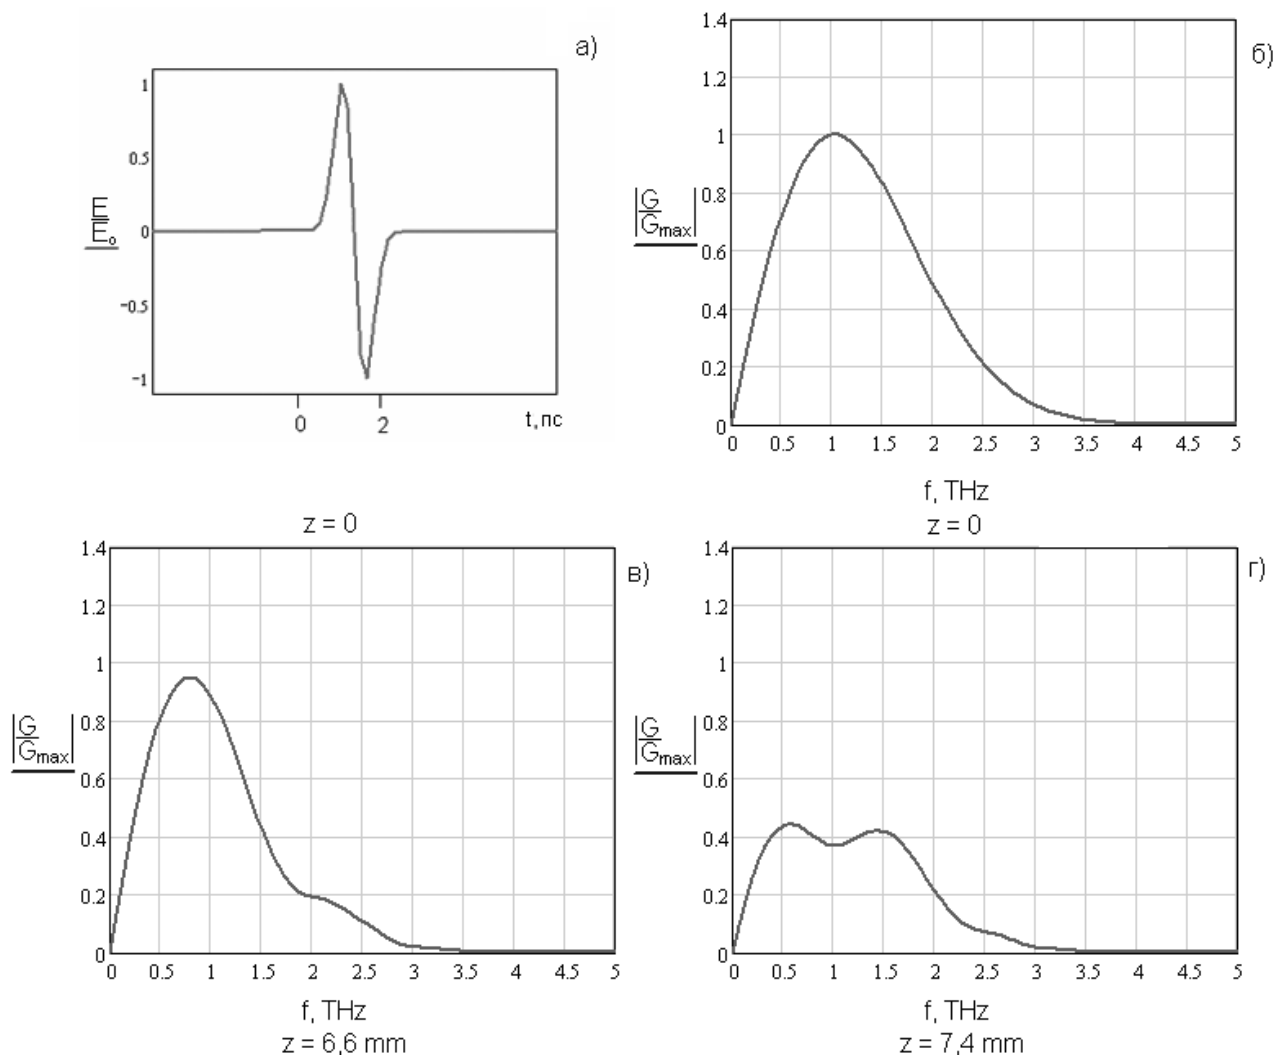 а)
1
0.5
0
−0.5
−1
|E/E₀|
0
2
t, пс
z = 0
б)
1.4
1.2
1
0.8
0.6
0.4
0.2
0
|G/Gmax|
0 0.5 1 1.5 2 2.5 3 3.5 4 4.5 5
f, THz
z = 0
в)
1.4
1.2
1
0.8
0.6
0.4
0.2
0
|G/Gmax|
0 0.5 1 1.5 2 2.5 3 3.5 4 4.5 5
f, THz
z = 6,6 mm
г)
1.4
1.2
1
0.8
0.6
0.4
0.2
0
|G/Gmax|
0 0.5 1 1.5 2 2.5 3 3.5 4 4.5 5
f, THz
z = 7,4 mm